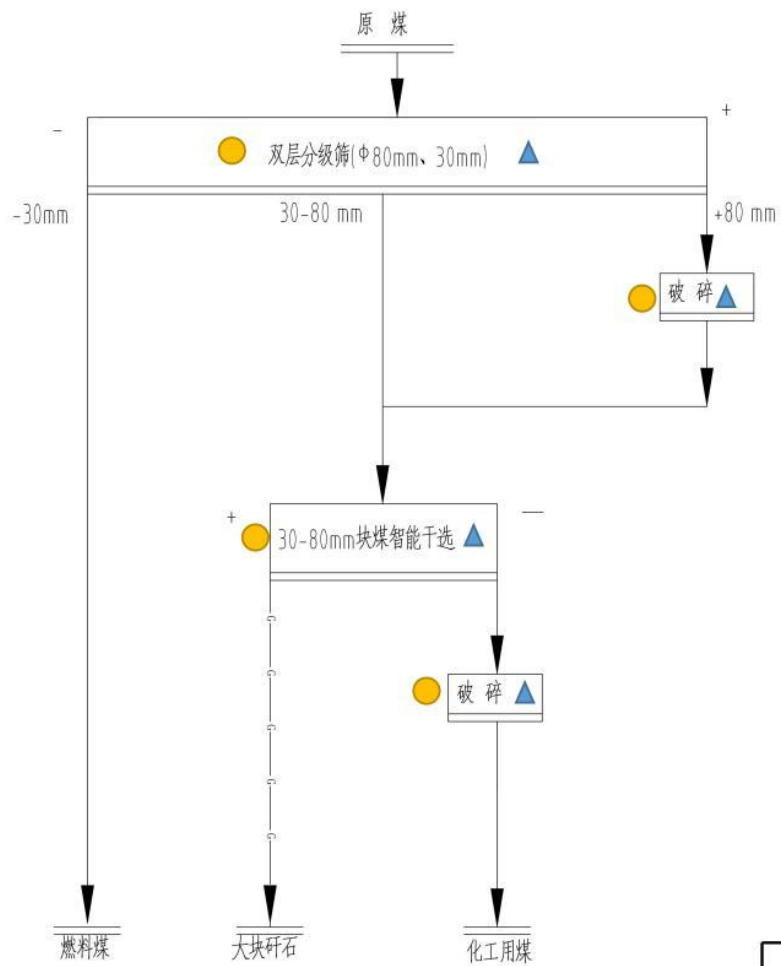 原 煤
+
-
双层分级筛(Φ80mm、30mm)
-30mm
30-80 mm
+80 mm
破 碎
+
—
30-80mm块煤智能干选
G
G
破 碎
G
G
G
燃料煤
大块矸石
化工用煤